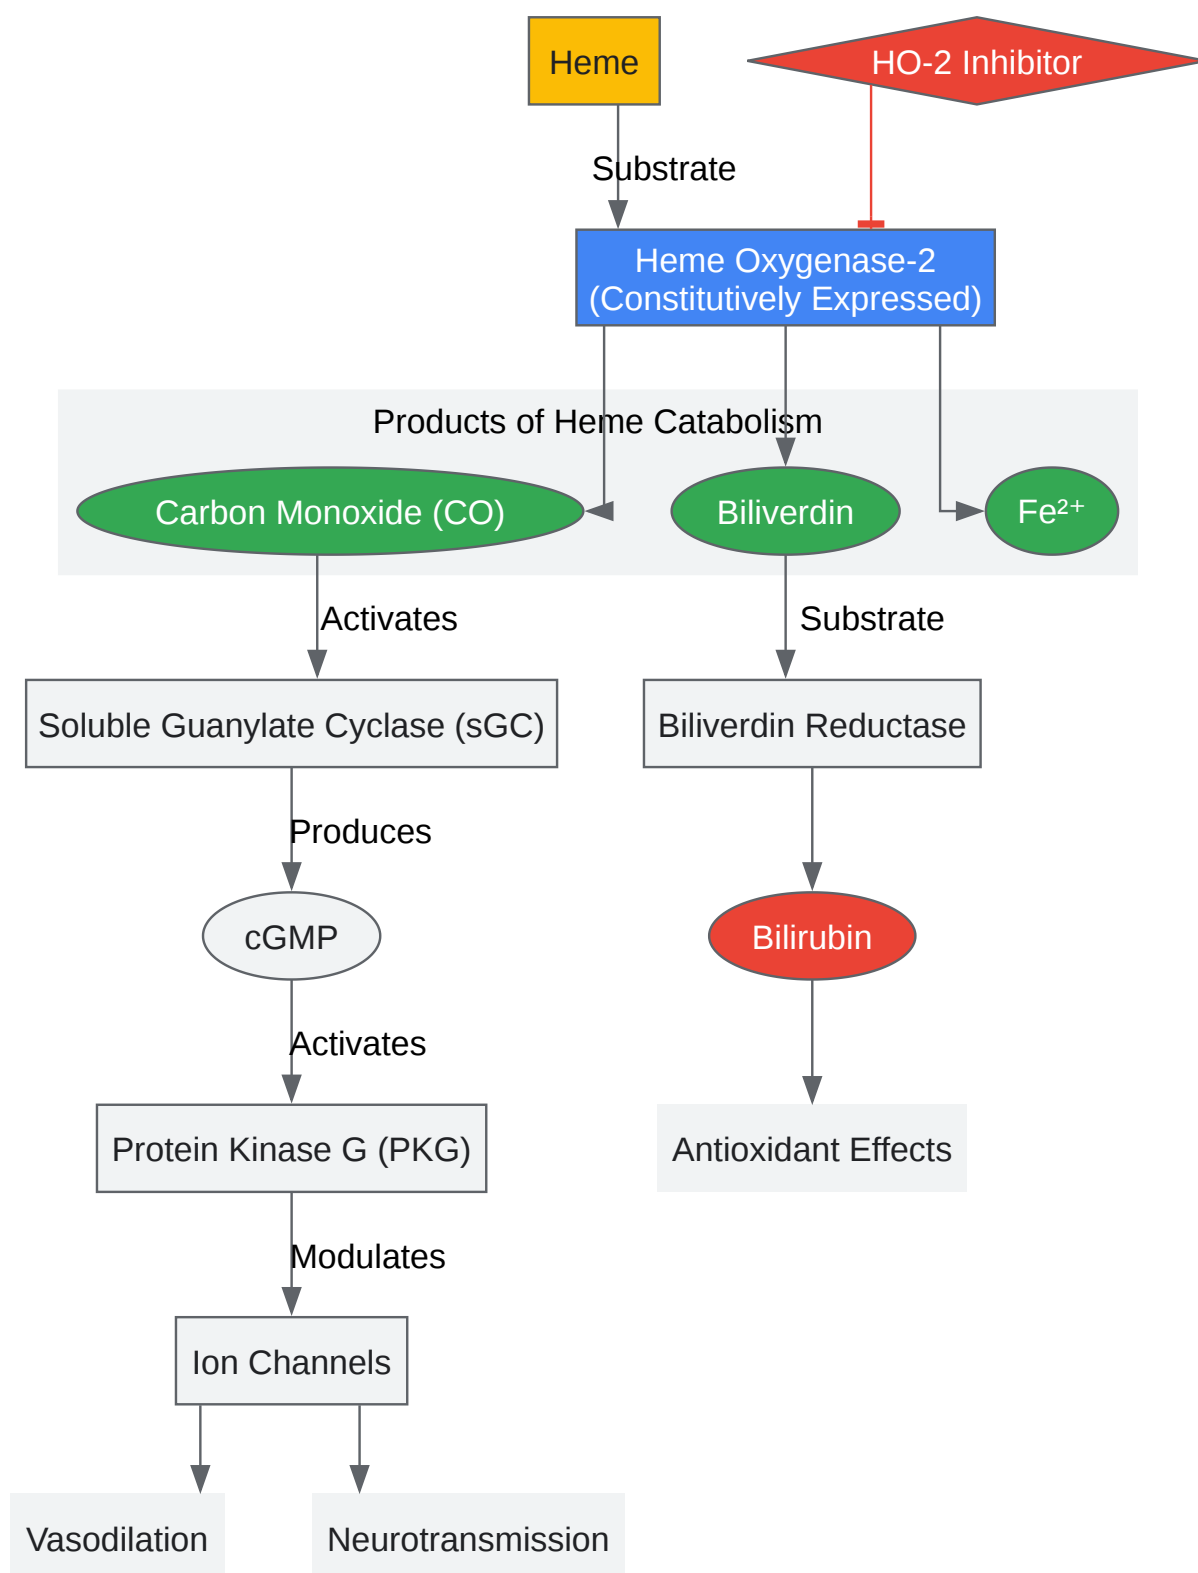 Heme
HO-2 Inhibitor
Substrate
Heme Oxygenase-2
(Constitutively Expressed)
Products of Heme Catabolism
Carbon Monoxide (CO)
Biliverdin
Fe²⁺
Activates
Substrate
Soluble Guanylate Cyclase (sGC)
Biliverdin Reductase
Produces
cGMP
Bilirubin
Activates
Protein Kinase G (PKG)
Antioxidant Effects
Modulates
Ion Channels
Vasodilation
Neurotransmission